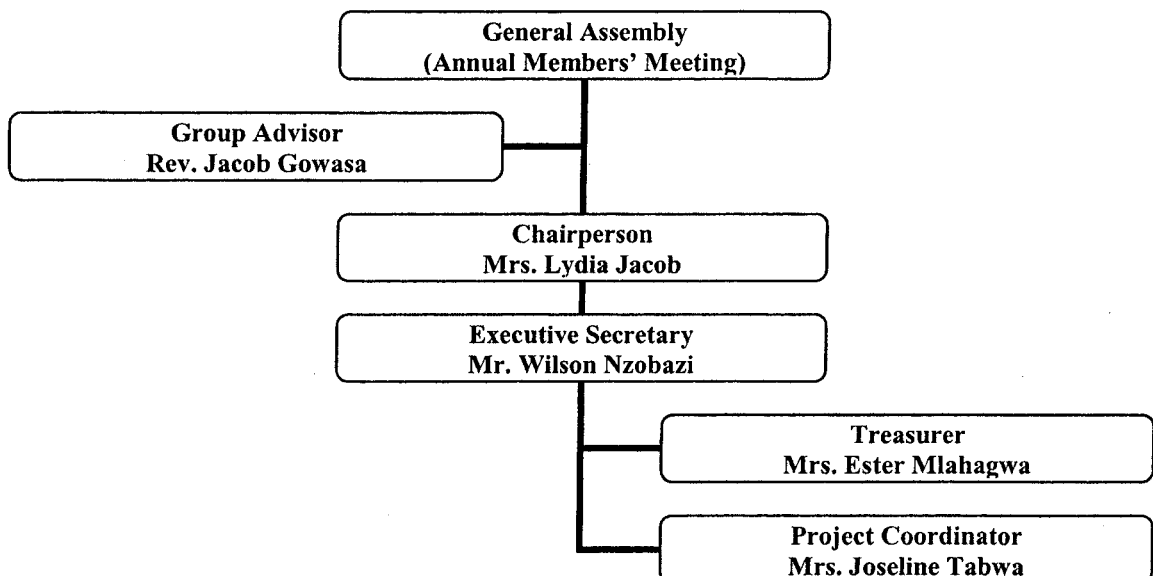 General Assembly
(Annual Members' Meeting)
Group Advisor
Rev. Jacob Gowasa
Chairperson
Mrs. Lydia Jacob
Executive Secretary
Mr. Wilson Nzobazi
Treasurer
Mrs. Ester Mlahagwa
Project Coordinator
Mrs. Joseline Tabwa